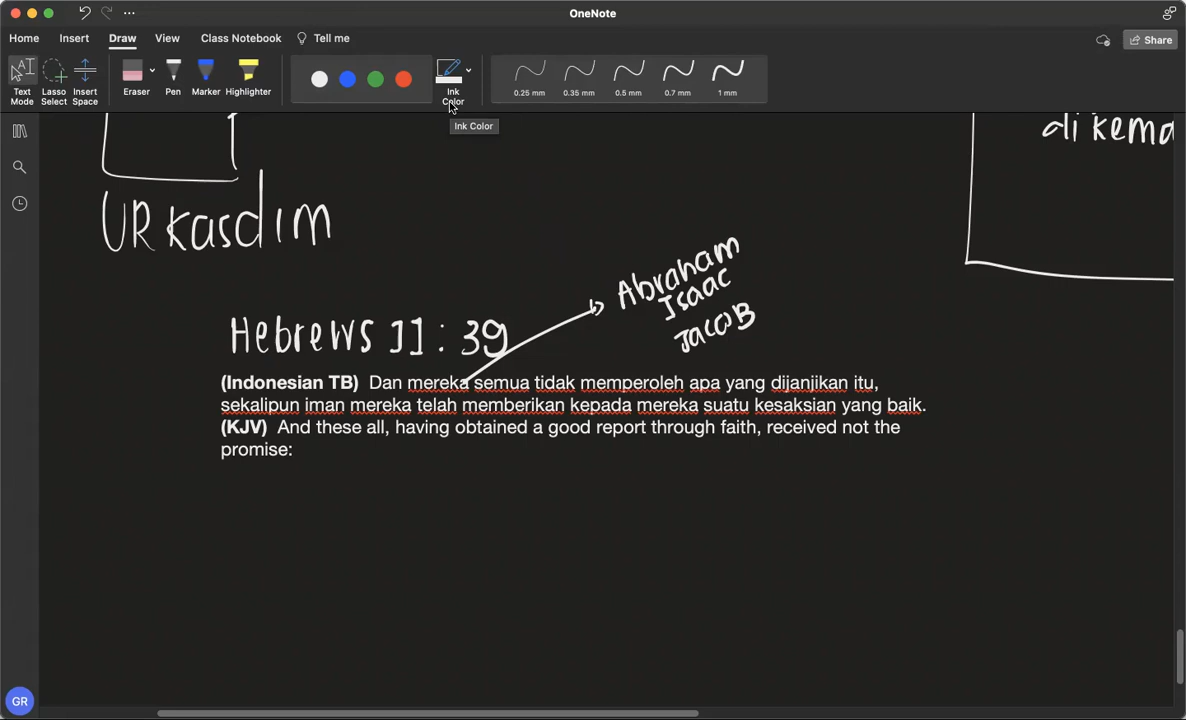 OneNote
Home Insert Draw View Class Notebook Tell me
Share
Text Mode
Lasso Select
Insert Space
Eraser
Pen
Marker
Highlighter
Ink Color
0.25 mm
0.35 mm
0.5 mm
0.7 mm
1 mm
Ink Color
di kema
UR kasdim
Abraham
Isaac
JacoB
Hebrews 11 : 39
(Indonesian TB) Dan mereka semua tidak memperoleh apa yang dijanjikan itu,
sekalipun iman mereka telah memberikan kepada mereka suatu kesaksian yang baik.
(KJV) And these all, having obtained a good report through faith, received not the
promise:
GR